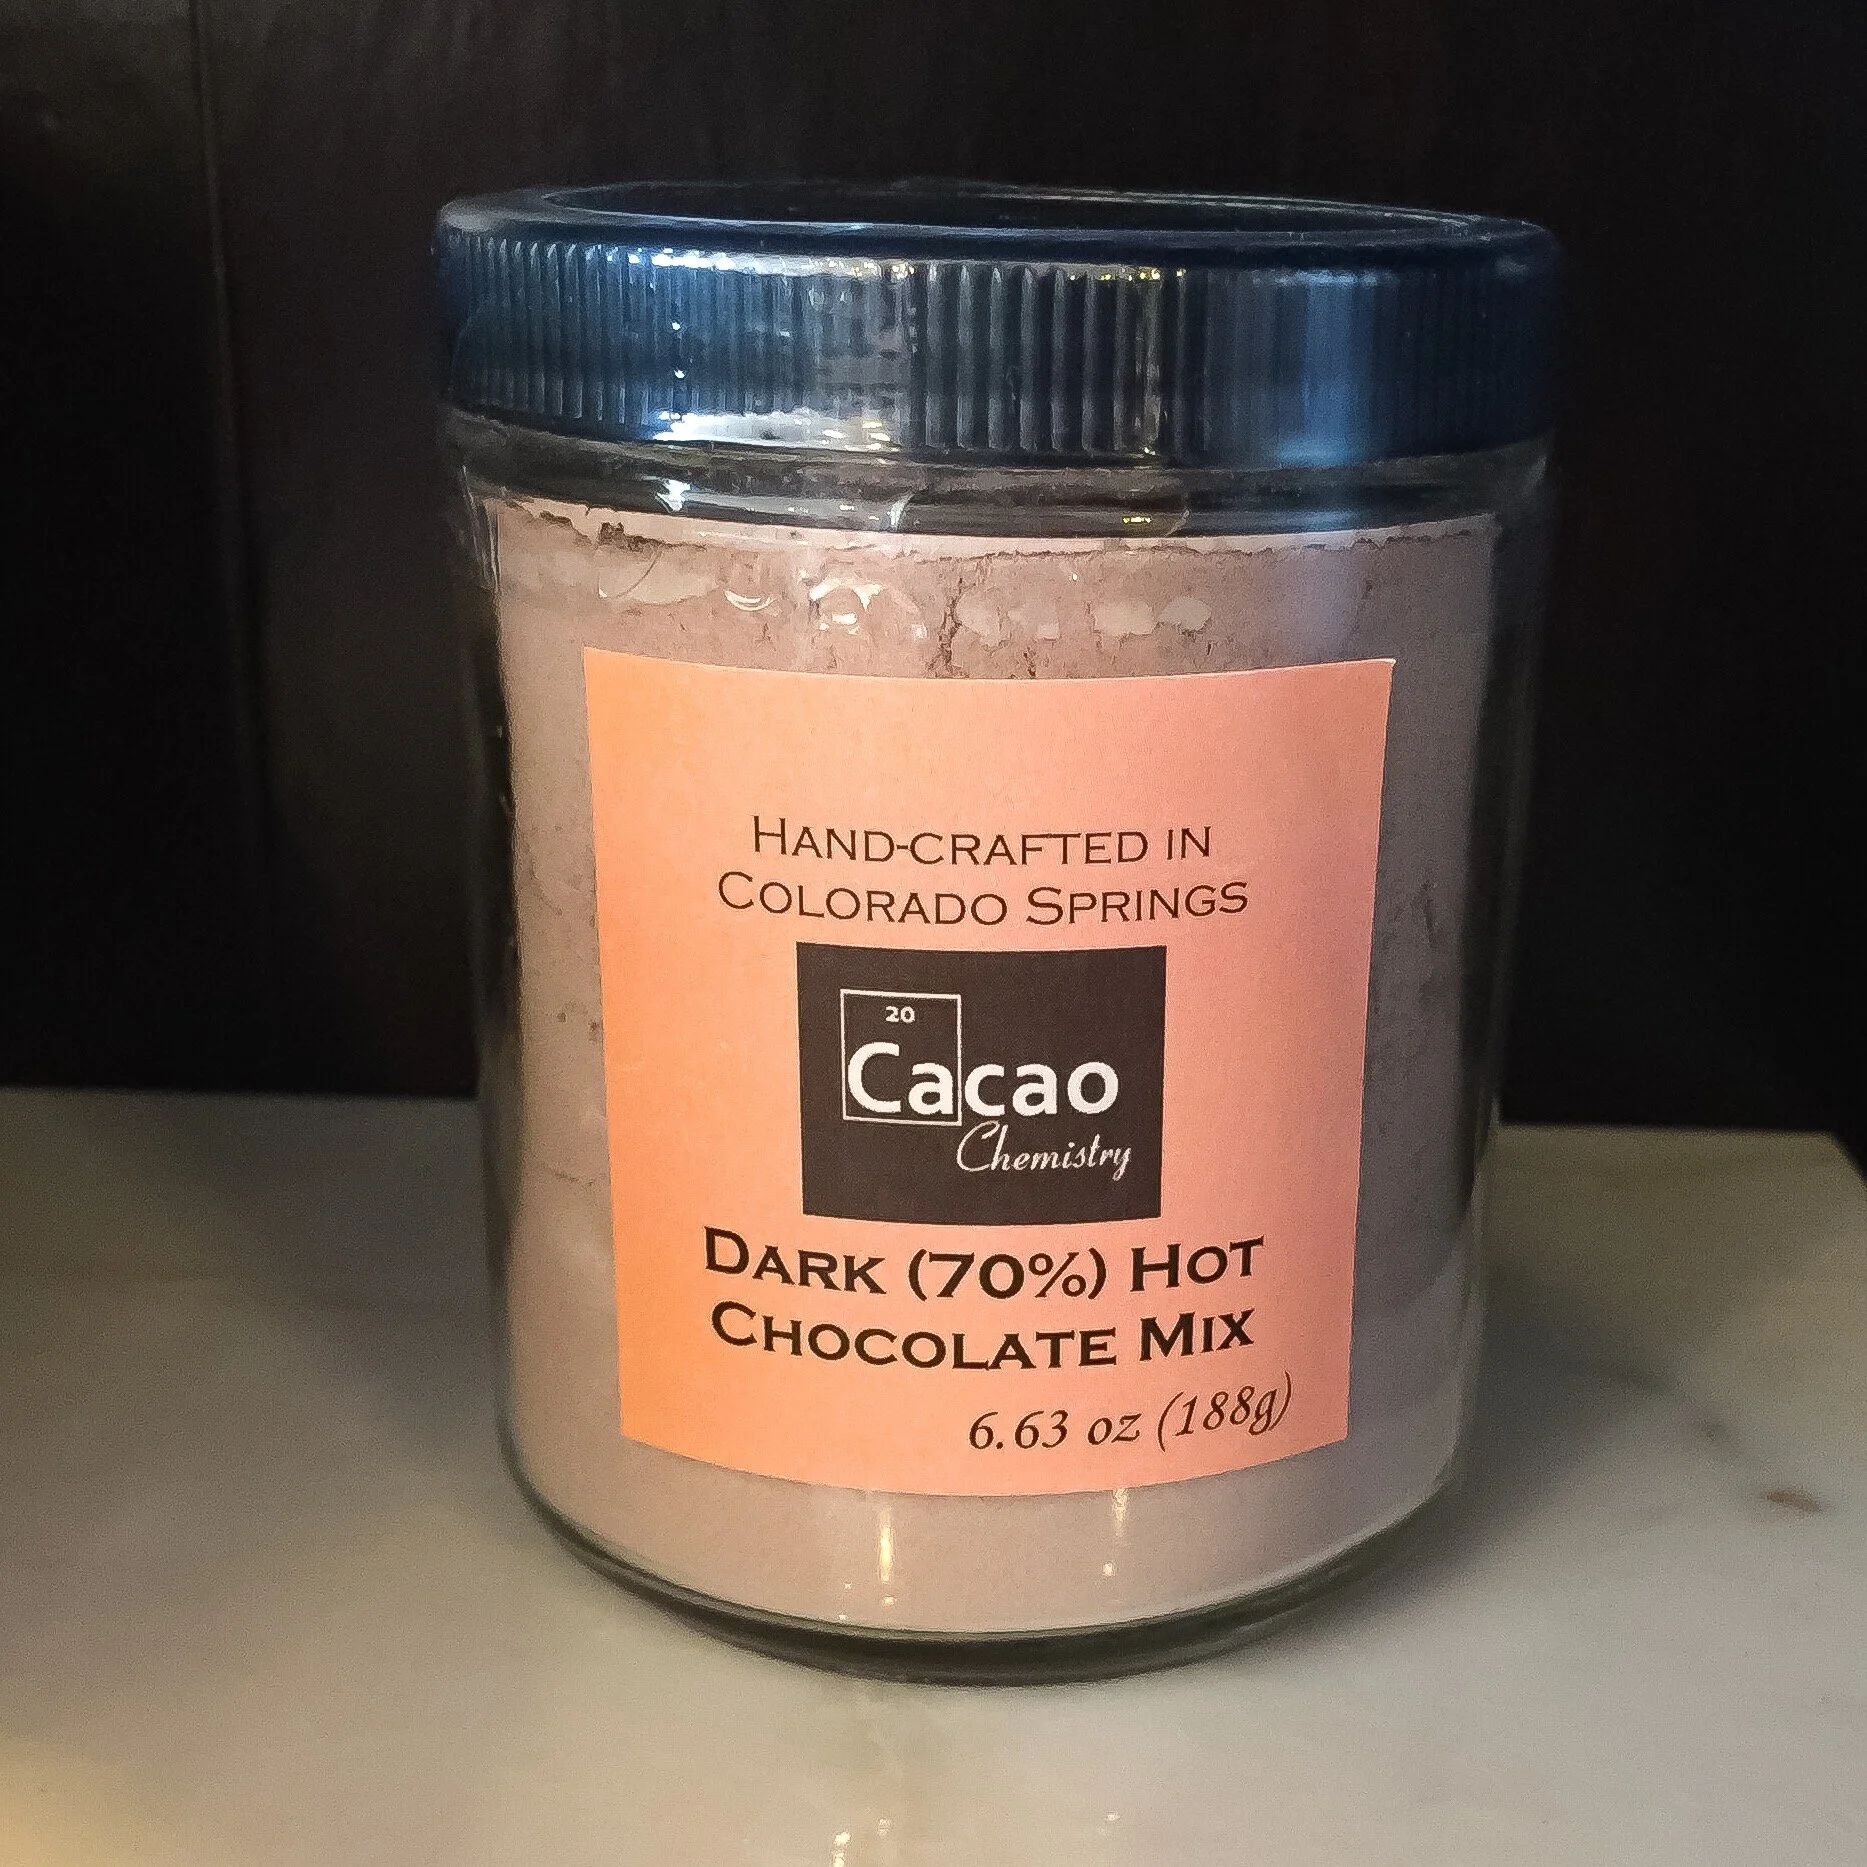 Hand-crafted in
Colorado Springs
20
Cacao
Chemistry
Dark (70%) Hot
Chocolate Mix
6.63 oz (188g)